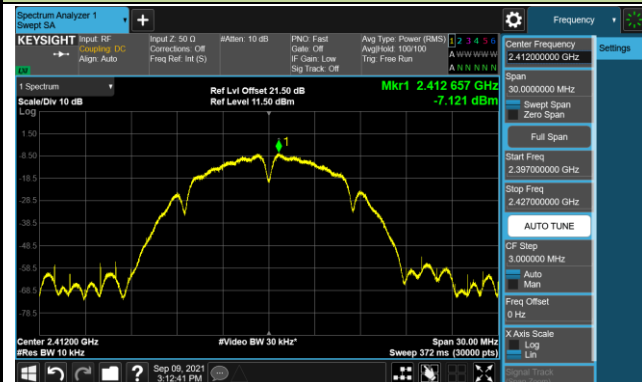 Spectrum Analyzer 1
Swept SA
Frequency
KEYSIGHT
Input: RF
Coupling: DC
Align: Auto
Input Z: 50 Ω
Corrections: Off
Freq Ref: Int (S)
#Atten: 10 dB
PNO: Fast
Gate: Off
IF Gain: Low
Sig Track: Off
Avg Type: Power (RMS)
Avg|Hold: 100/100
Trig: Free Run
1 2 3 4 5 6
A W W W W W
A N N N N N
1 Spectrum
Scale/Div 10 dB
Log
Ref Lvl Offset 21.50 dB
Ref Level 11.50 dBm
Mkr1 2.412 657 GHz
-7.121 dBm
1
1.50
-8.50
-18.5
-28.5
-38.5
-48.5
-58.5
-68.5
-78.5
Center 2.41200 GHz
#Res BW 10 kHz
#Video BW 30 kHz*
Span 30.00 MHz
Sweep 372 ms (30000 pts)
Sep 09, 2021
3:12:41 PM
Center Frequency
2.412000000 GHz
Settings
Span
30.0000000 MHz
Swept Span
Zero Span
Full Span
Start Freq
2.397000000 GHz
Stop Freq
2.427000000 GHz
AUTO TUNE
CF Step
3.000000 MHz
Auto
Man
Freq Offset
0 Hz
X Axis Scale
Log
Lin
Signal Track